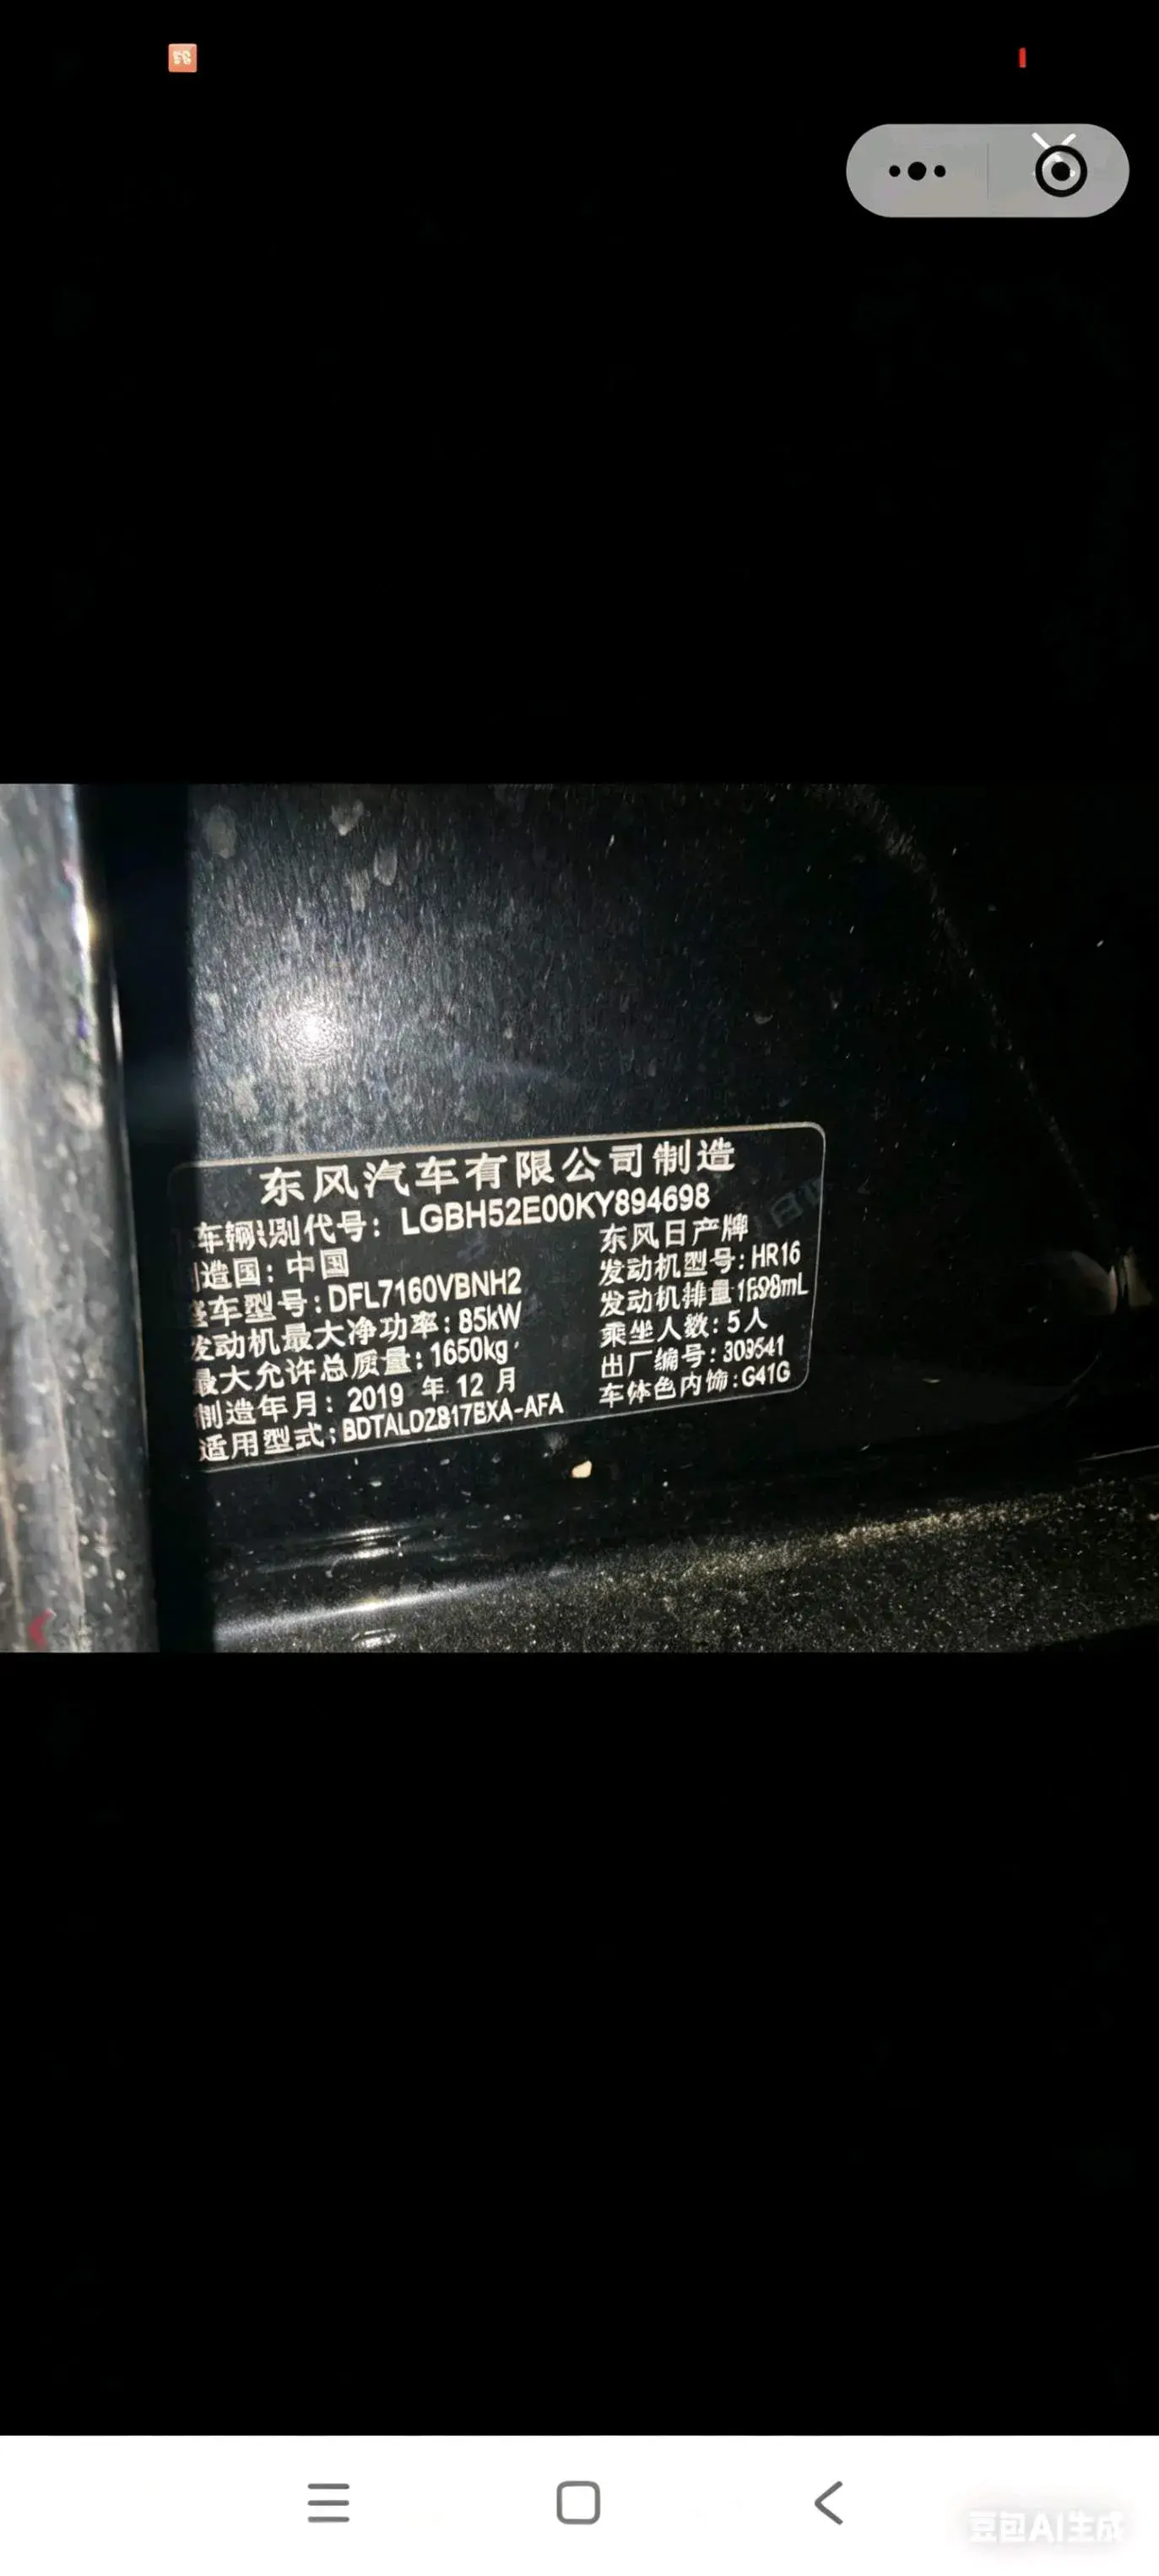 东风汽车有限公司制造
车辆识别代号：LGBH52E00KY894698
制造国：中国
东风日产牌
整车型号：DFL7160VBNH2
发动机型号：HR16
发动机最大净功率：85kW
发动机排量
最大允许总质量：1650kg
乘坐人数：5人
制造年月：2019 年 12 月
出厂编号：309541
适用型式：BDTALD2817EXA-AFA
车体色内饰：G41G
豆包AI生成